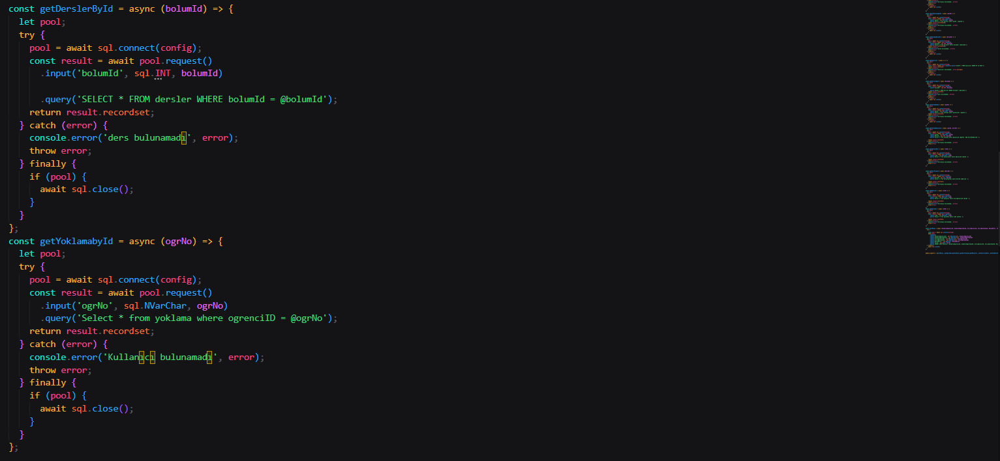 const getDerslerById = async (bolumId) => {
let pool;
try {
pool = await sql.connect(config);
const result = await pool.request()
.input('bolumId', sql.INT, bolumId)
.query('SELECT * FROM dersler WHERE bolumId = @bolumId');
return result.recordset;
} catch (error) {
console.error('ders bulunamadı', error);
throw error;
} finally {
if (pool) {
await sql.close();
}
}
};
const getYoklamabyId = async (ogrNo) => {
let pool;
try {
pool = await sql.connect(config);
const result = await pool.request()
.input('ogrNo', sql.NVarChar, ogrNo)
.query('Select * from yoklama where ogrenciID = @ogrNo');
return result.recordset;
} catch (error) {
console.error('Kullanıcı bulunamadı', error);
throw error;
} finally {
if (pool) {
await sql.close();
}
}
};